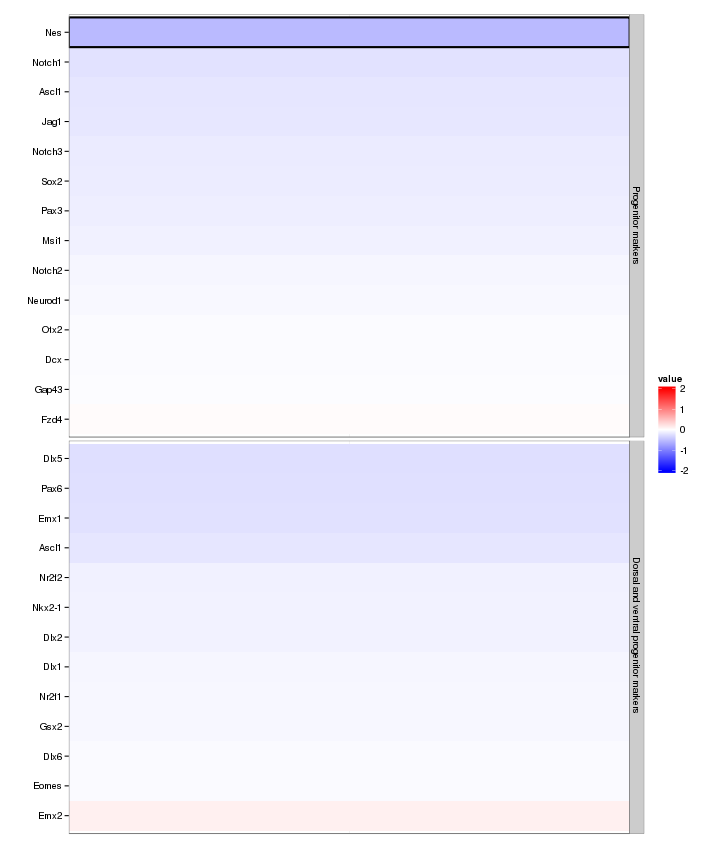 Nes
Notch1
Ascl1
Jag1
Notch3
Sox2
Pax3
Msi1
Notch2
Neurod1
Otx2
Dcx
Gap43
Fzd4
Progenitor markers
value
2
1
0
-1
-2
Dlx5
Pax6
Emx1
Ascl1
Nr2f2
Nkx2-1
Dlx2
Dlx1
Nr2f1
Gsx2
Dlx6
Eomes
Emx2
Dorsal and ventral progenitor markers